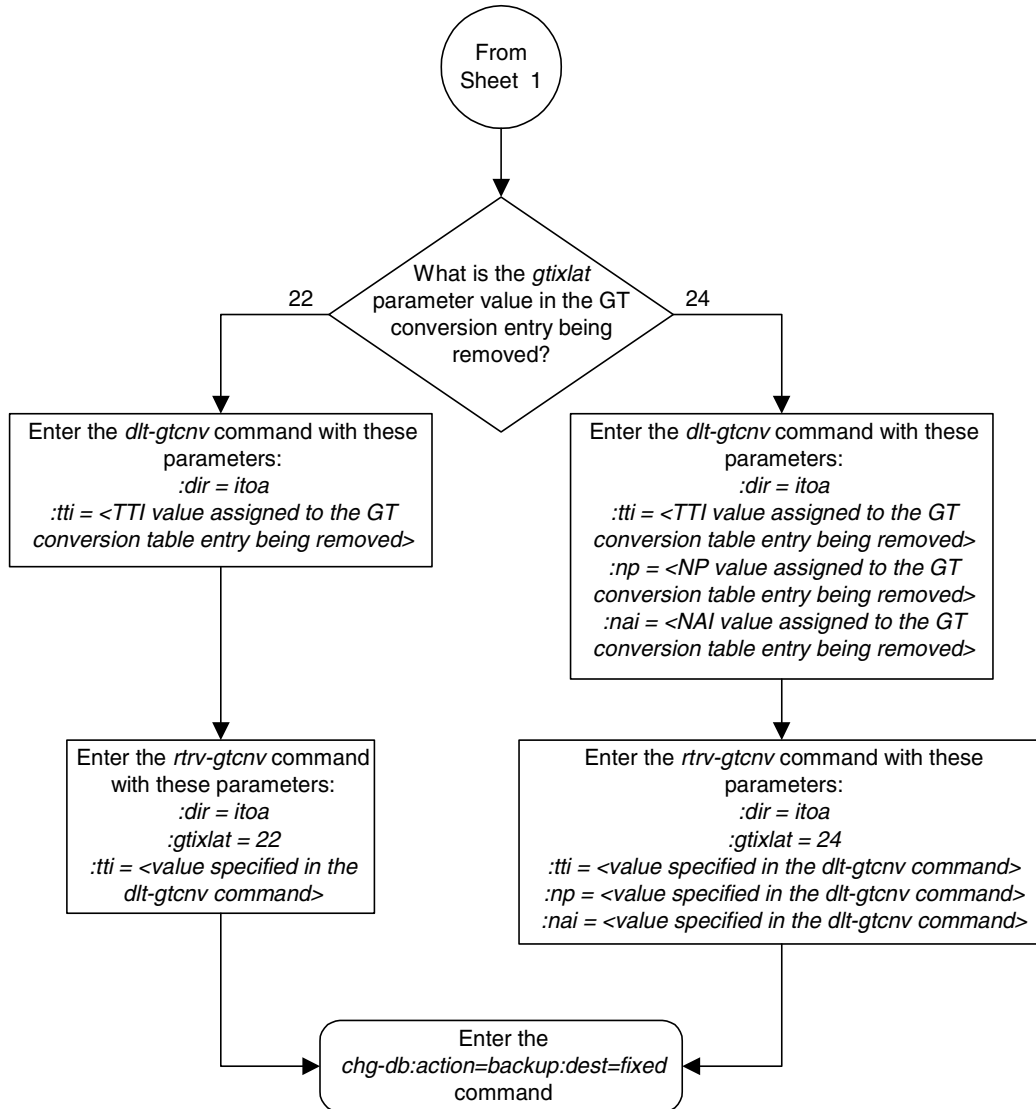 From
Sheet 1
What is the gtixlat
parameter value in the GT
conversion entry being
removed?
22
24
Enter the dlt-gtcnv command with these
parameters:
:dir = itoa
:tti = <TTI value assigned to the GT
conversion table entry being removed>
Enter the dlt-gtcnv command with these
parameters:
:dir = itoa
:tti = <TTI value assigned to the GT
conversion table entry being removed>
:np = <NP value assigned to the GT
conversion table entry being removed>
:nai = <NAI value assigned to the GT
conversion table entry being removed>
Enter the rtrv-gtcnv command
with these parameters:
:dir = itoa
:gtixlat = 22
:tti = <value specified in the
dlt-gtcnv command>
Enter the rtrv-gtcnv command with these
parameters:
:dir = itoa
:gtixlat = 24
:tti = <value specified in the dlt-gtcnv command>
:np = <value specified in the dlt-gtcnv command>
:nai = <value specified in the dlt-gtcnv command>
Enter the
chg-db:action=backup:dest=fixed
command